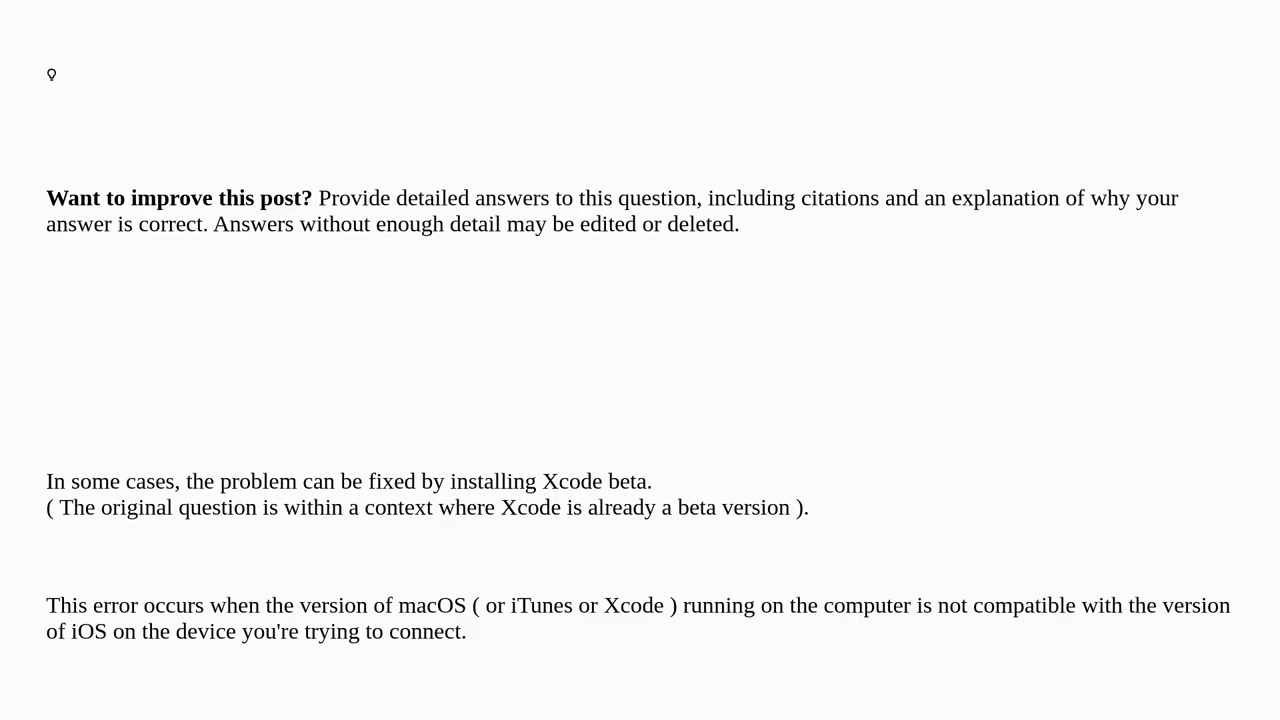 Want to improve this post? Provide detailed answers to this question, including citations and an explanation of why your
answer is correct. Answers without enough detail may be edited or deleted.
In some cases, the problem can be fixed by installing Xcode beta.
( The original question is within a context where Xcode is already a beta version ).
This error occurs when the version of macOS ( or iTunes or Xcode ) running on the computer is not compatible with the version
of iOS on the device you're trying to connect.